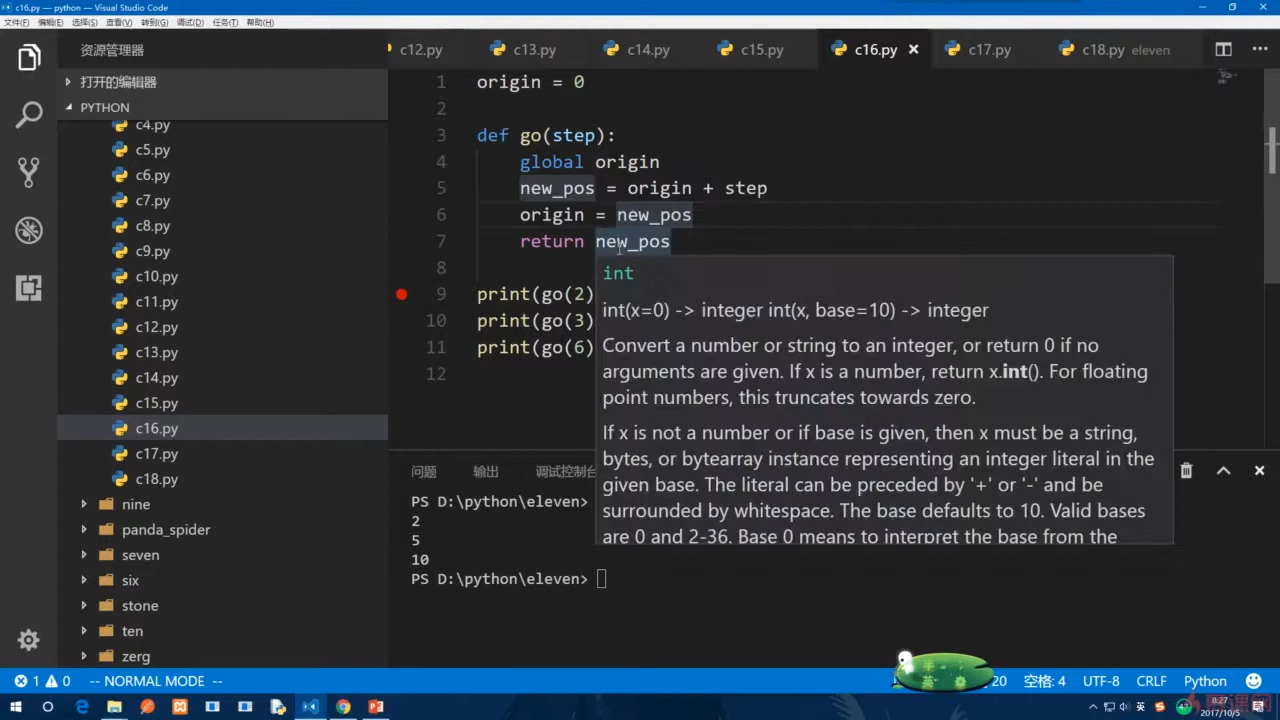 c16.py — python — Visual Studio Code
文件(F) 编辑(E) 选择(S) 查看(V) 转到(G) 调试(D) 任务(T) 帮助(H)
资源管理器
c12.py c13.py c14.py c15.py c16.py c17.py c18.py eleven
打开的编辑器
PYTHON
c4.py
c5.py
c6.py
c7.py
c8.py
c9.py
c10.py
c11.py
c12.py
c13.py
c14.py
c15.py
c16.py
c17.py
c18.py
nine
panda_spider
seven
six
stone
ten
zerg
1 origin = 0
2
3 def go(step):
4 global origin
5 new_pos = origin + step
6 origin = new_pos
7 return new_pos
8
9 print(go(2)
10 print(go(3)
11 print(go(6)
12
int
int(x=0) -> integer int(x, base=10) -> integer
Convert a number or string to an integer, or return 0 if no
arguments are given. If x is a number, return x.int(). For floating
point numbers, this truncates towards zero.
If x is not a number or if base is given, then x must be a string,
bytes, or bytearray instance representing an integer literal in the
given base. The literal can be preceded by '+' or '-' and be
surrounded by whitespace. The base defaults to 10. Valid bases
are 0 and 2-36. Base 0 means to interpret the base from the
问题 输出 调试控制台
PS D:\python\eleven>
2
5
10
PS D:\python\eleven>
1 0 -- NORMAL MODE -- 20 空格: 4 UTF-8 CRLF Python
半
英
英 47 8:27
2017/10/5